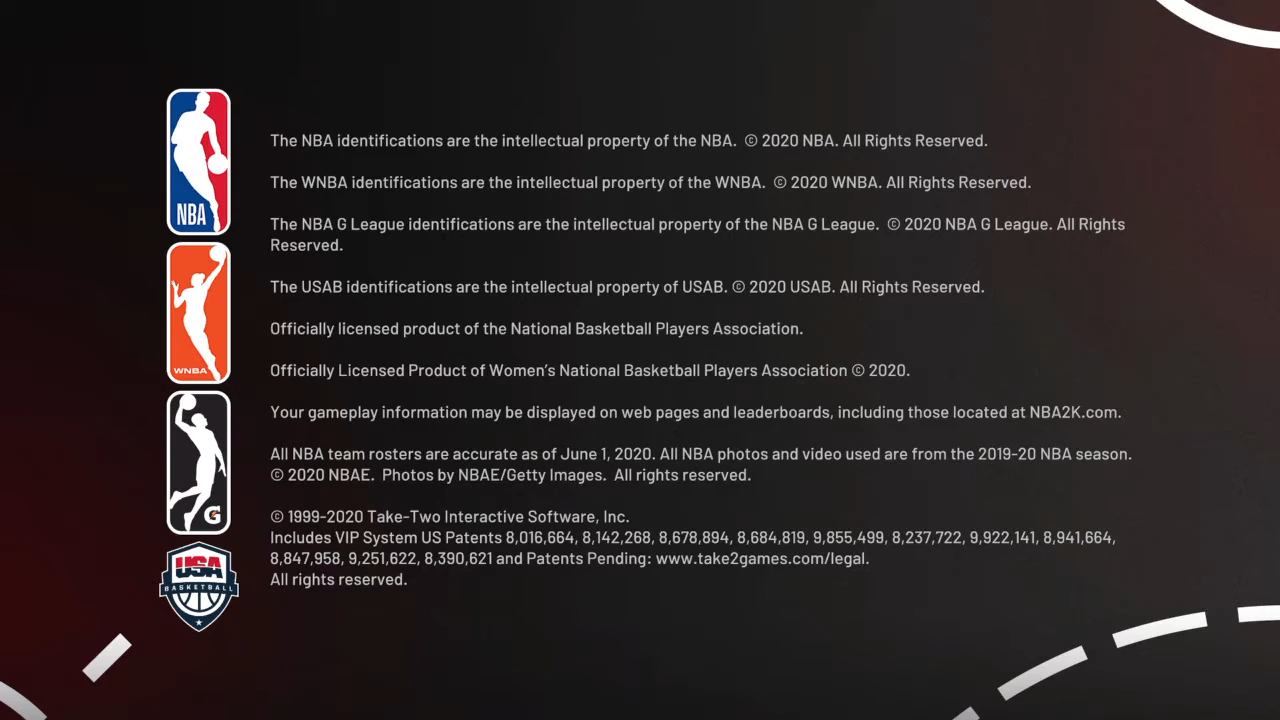 NBA
The NBA identifications are the intellectual property of the NBA.  © 2020 NBA. All Rights Reserved.
The WNBA identifications are the intellectual property of the WNBA.  © 2020 WNBA. All Rights Reserved.
The NBA G League identifications are the intellectual property of the NBA G League.  © 2020 NBA G League. All Rights
Reserved.
WNBA
The USAB identifications are the intellectual property of USAB. © 2020 USAB. All Rights Reserved.
Officially licensed product of the National Basketball Players Association.
Officially Licensed Product of Women's National Basketball Players Association © 2020.
G
Your gameplay information may be displayed on web pages and leaderboards, including those located at NBA2K.com.
All NBA team rosters are accurate as of June 1, 2020. All NBA photos and video used are from the 2019-20 NBA season.
© 2020 NBAE.  Photos by NBAE/Getty Images.  All rights reserved.
© 1999-2020 Take-Two Interactive Software, Inc.
Includes VIP System US Patents 8,016,664, 8,142,268, 8,678,894, 8,684,819, 9,855,499, 8,237,722, 9,922,141, 8,941,664,
8,847,958, 9,251,622, 8,390,621 and Patents Pending: www.take2games.com/legal.
All rights reserved.
USA
BASKETBALL